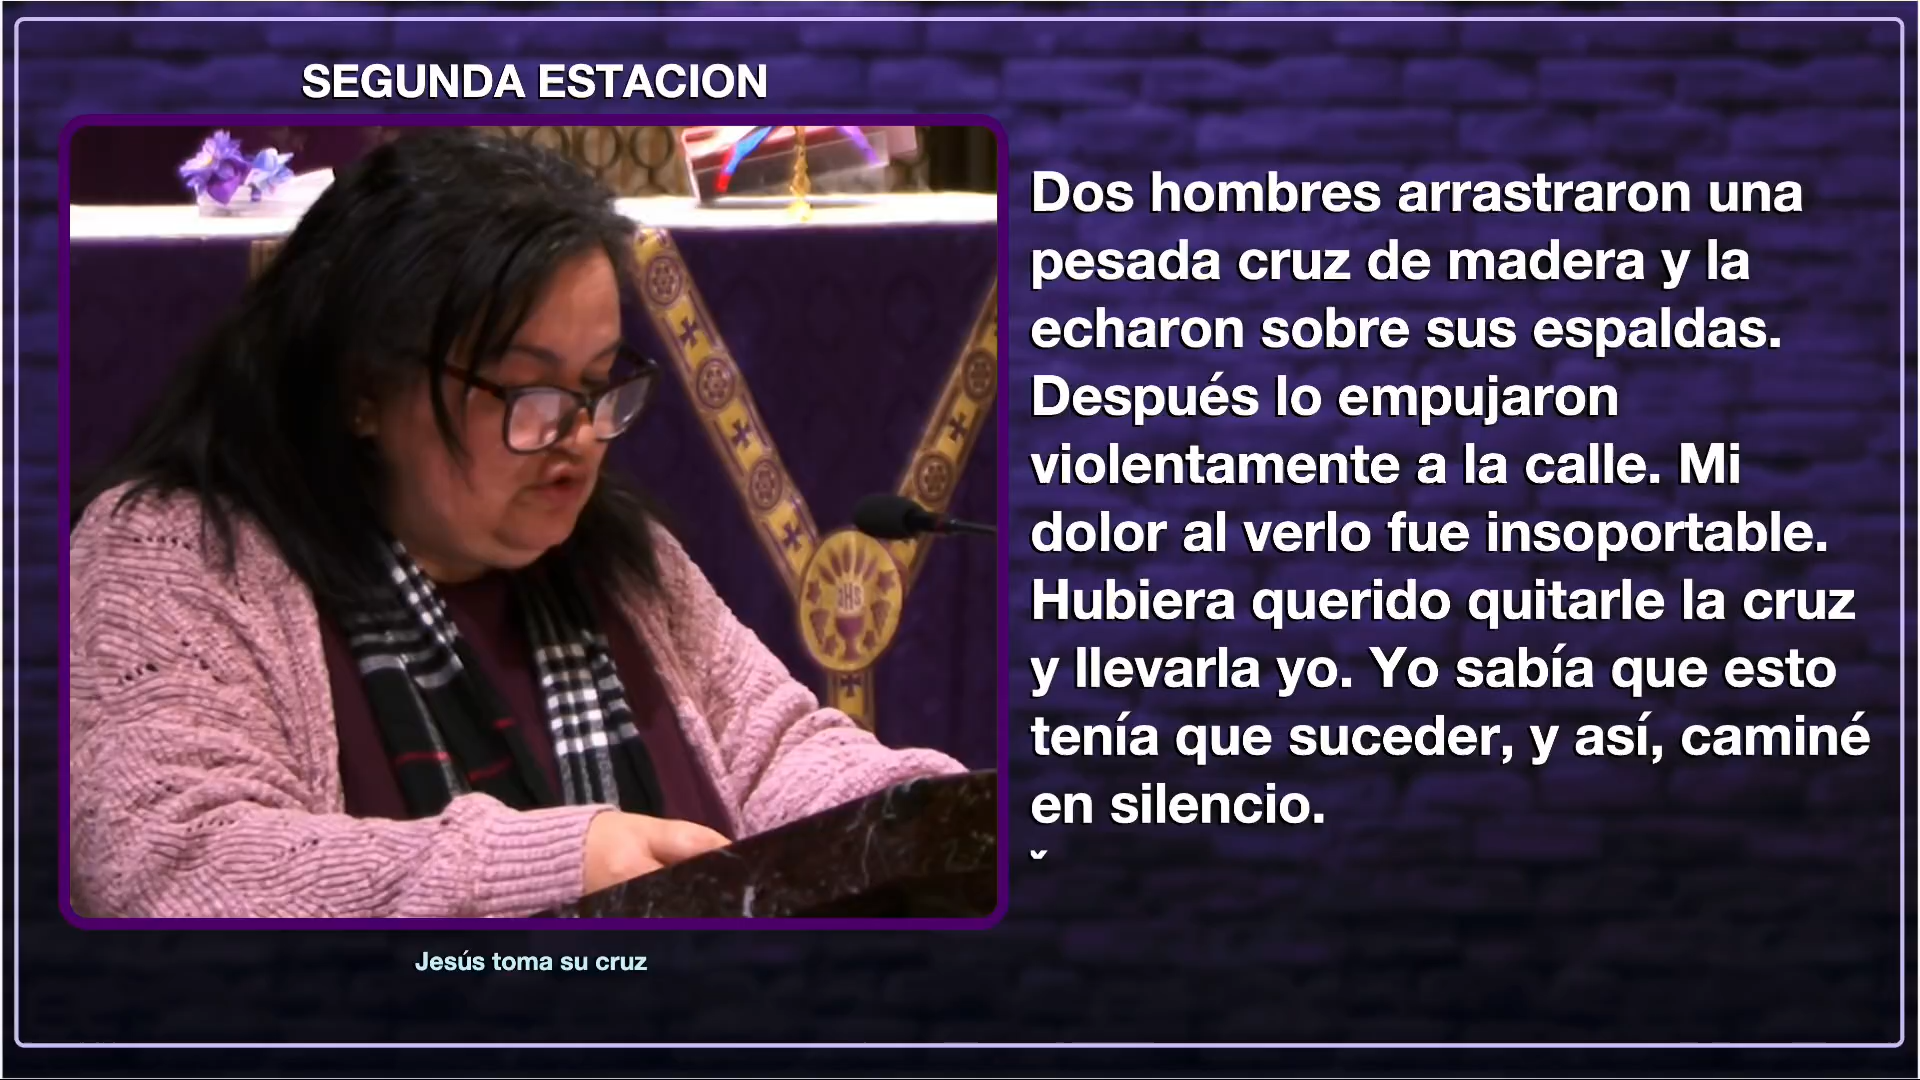 SEGUNDA ESTACION
Dos hombres arrastraron una
pesada cruz de madera y la
echaron sobre sus espaldas.
Después lo empujaron
violentamente a la calle. Mi
dolor al verlo fue insoportable.
Hubiera querido quitarle la cruz
y llevarla yo. Yo sabía que esto
tenía que suceder, y así, caminé
en silencio.
JHS
Jesús toma su cruz